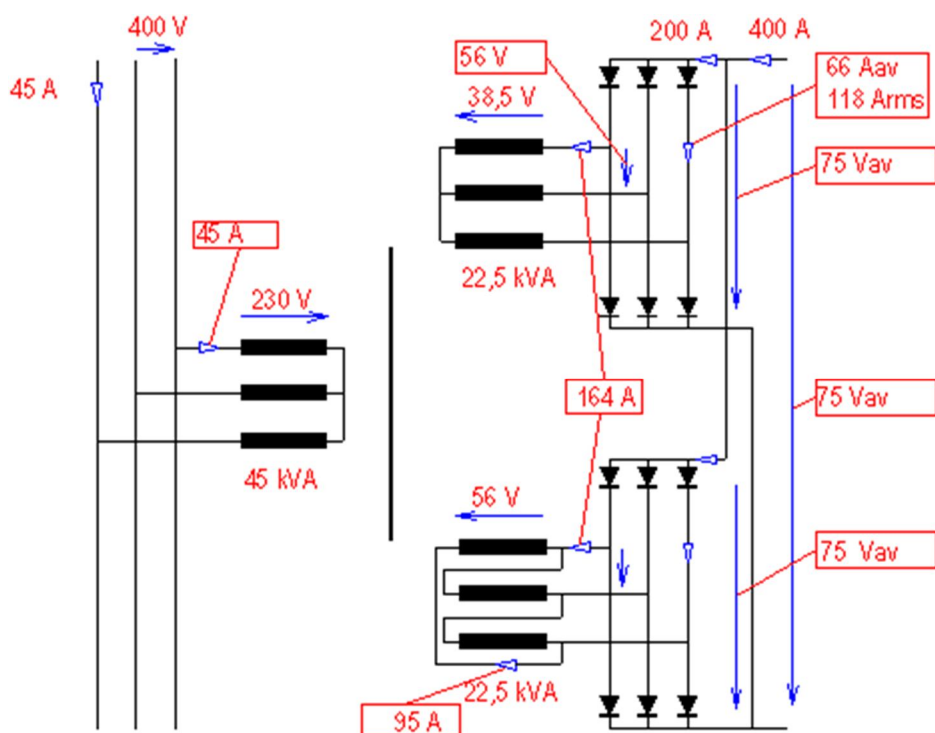 400 V
45 A
45 A
230 V
45 kVA
200 A
400 A
56 V
66 Aav
118 Arms
38,5 V
75 Vav
22,5 kVA
164 A
75 Vav
56 V
75 Vav
22,5 kVA
95 A